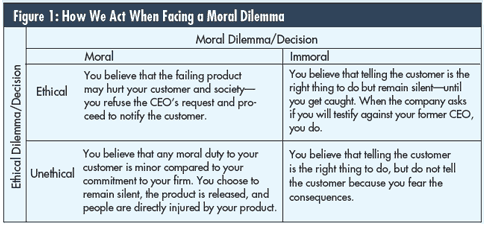 Figure 1: How We Act When Facing a Moral Dilemma
Moral Dilemma/Decision
Moral
Immoral
Ethical Dilemma/Decision
Ethical
You believe that the failing product
may hurt your customer and society—
you refuse the CEO's request and pro-
ceed to notify the customer.
You believe that telling the customer is the
right thing to do but remain silent—until
you get caught. When the company asks
if you will testify against your former CEO,
you do.
Unethical
You believe that any moral duty to your
customer is minor compared to your
commitment to your firm. You choose to
remain silent, the product is released, and
people are directly injured by your product.
You believe that telling the customer
is the right thing to do, but do not tell
the customer because you fear the
consequences.